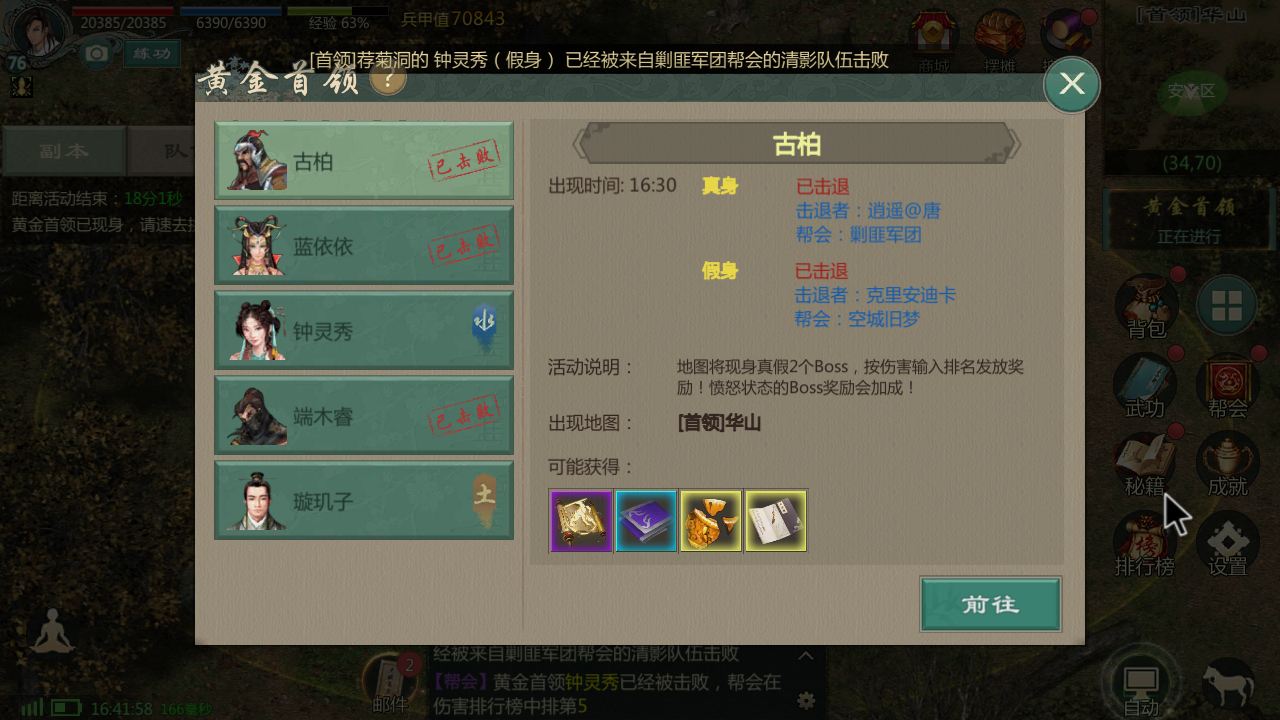 20385/20385
6390/6390
经验 63%
兵甲值70843
76
练功
商城
摆摊
[首领]华山
[首领]荐菊洞的 钟灵秀（假身）已经被来自剿匪军团帮会的清影队伍击败
黄金首领
?
安全区
(34,70)
副本
距离活动结束：18分1秒
黄金首领已现身，请速去
黄金首领
正在进行
古柏
已击败
蓝依依
已击败
钟灵秀
水
端木睿
已击败
璇玑子
土
古柏
出现时间: 16:30
真身
已击退
击退者：逍遥@唐
帮会：剿匪军团
假身
已击退
击退者：克里安迪卡
帮会：空城旧梦
活动说明：
地图将现身真假2个Boss，按伤害输入排名发放奖
励！愤怒状态的Boss奖励会加成！
出现地图：
[首领]华山
可能获得：
前往
背包
武功
帮会
秘籍
成就
榜
排行榜
设置
2
邮件
经被来自剿匪军团帮会的清影队伍击败
【帮会】黄金首领钟灵秀已经被击败，帮会在
伤害排行榜中排第5
16:41:58
166毫秒
自动